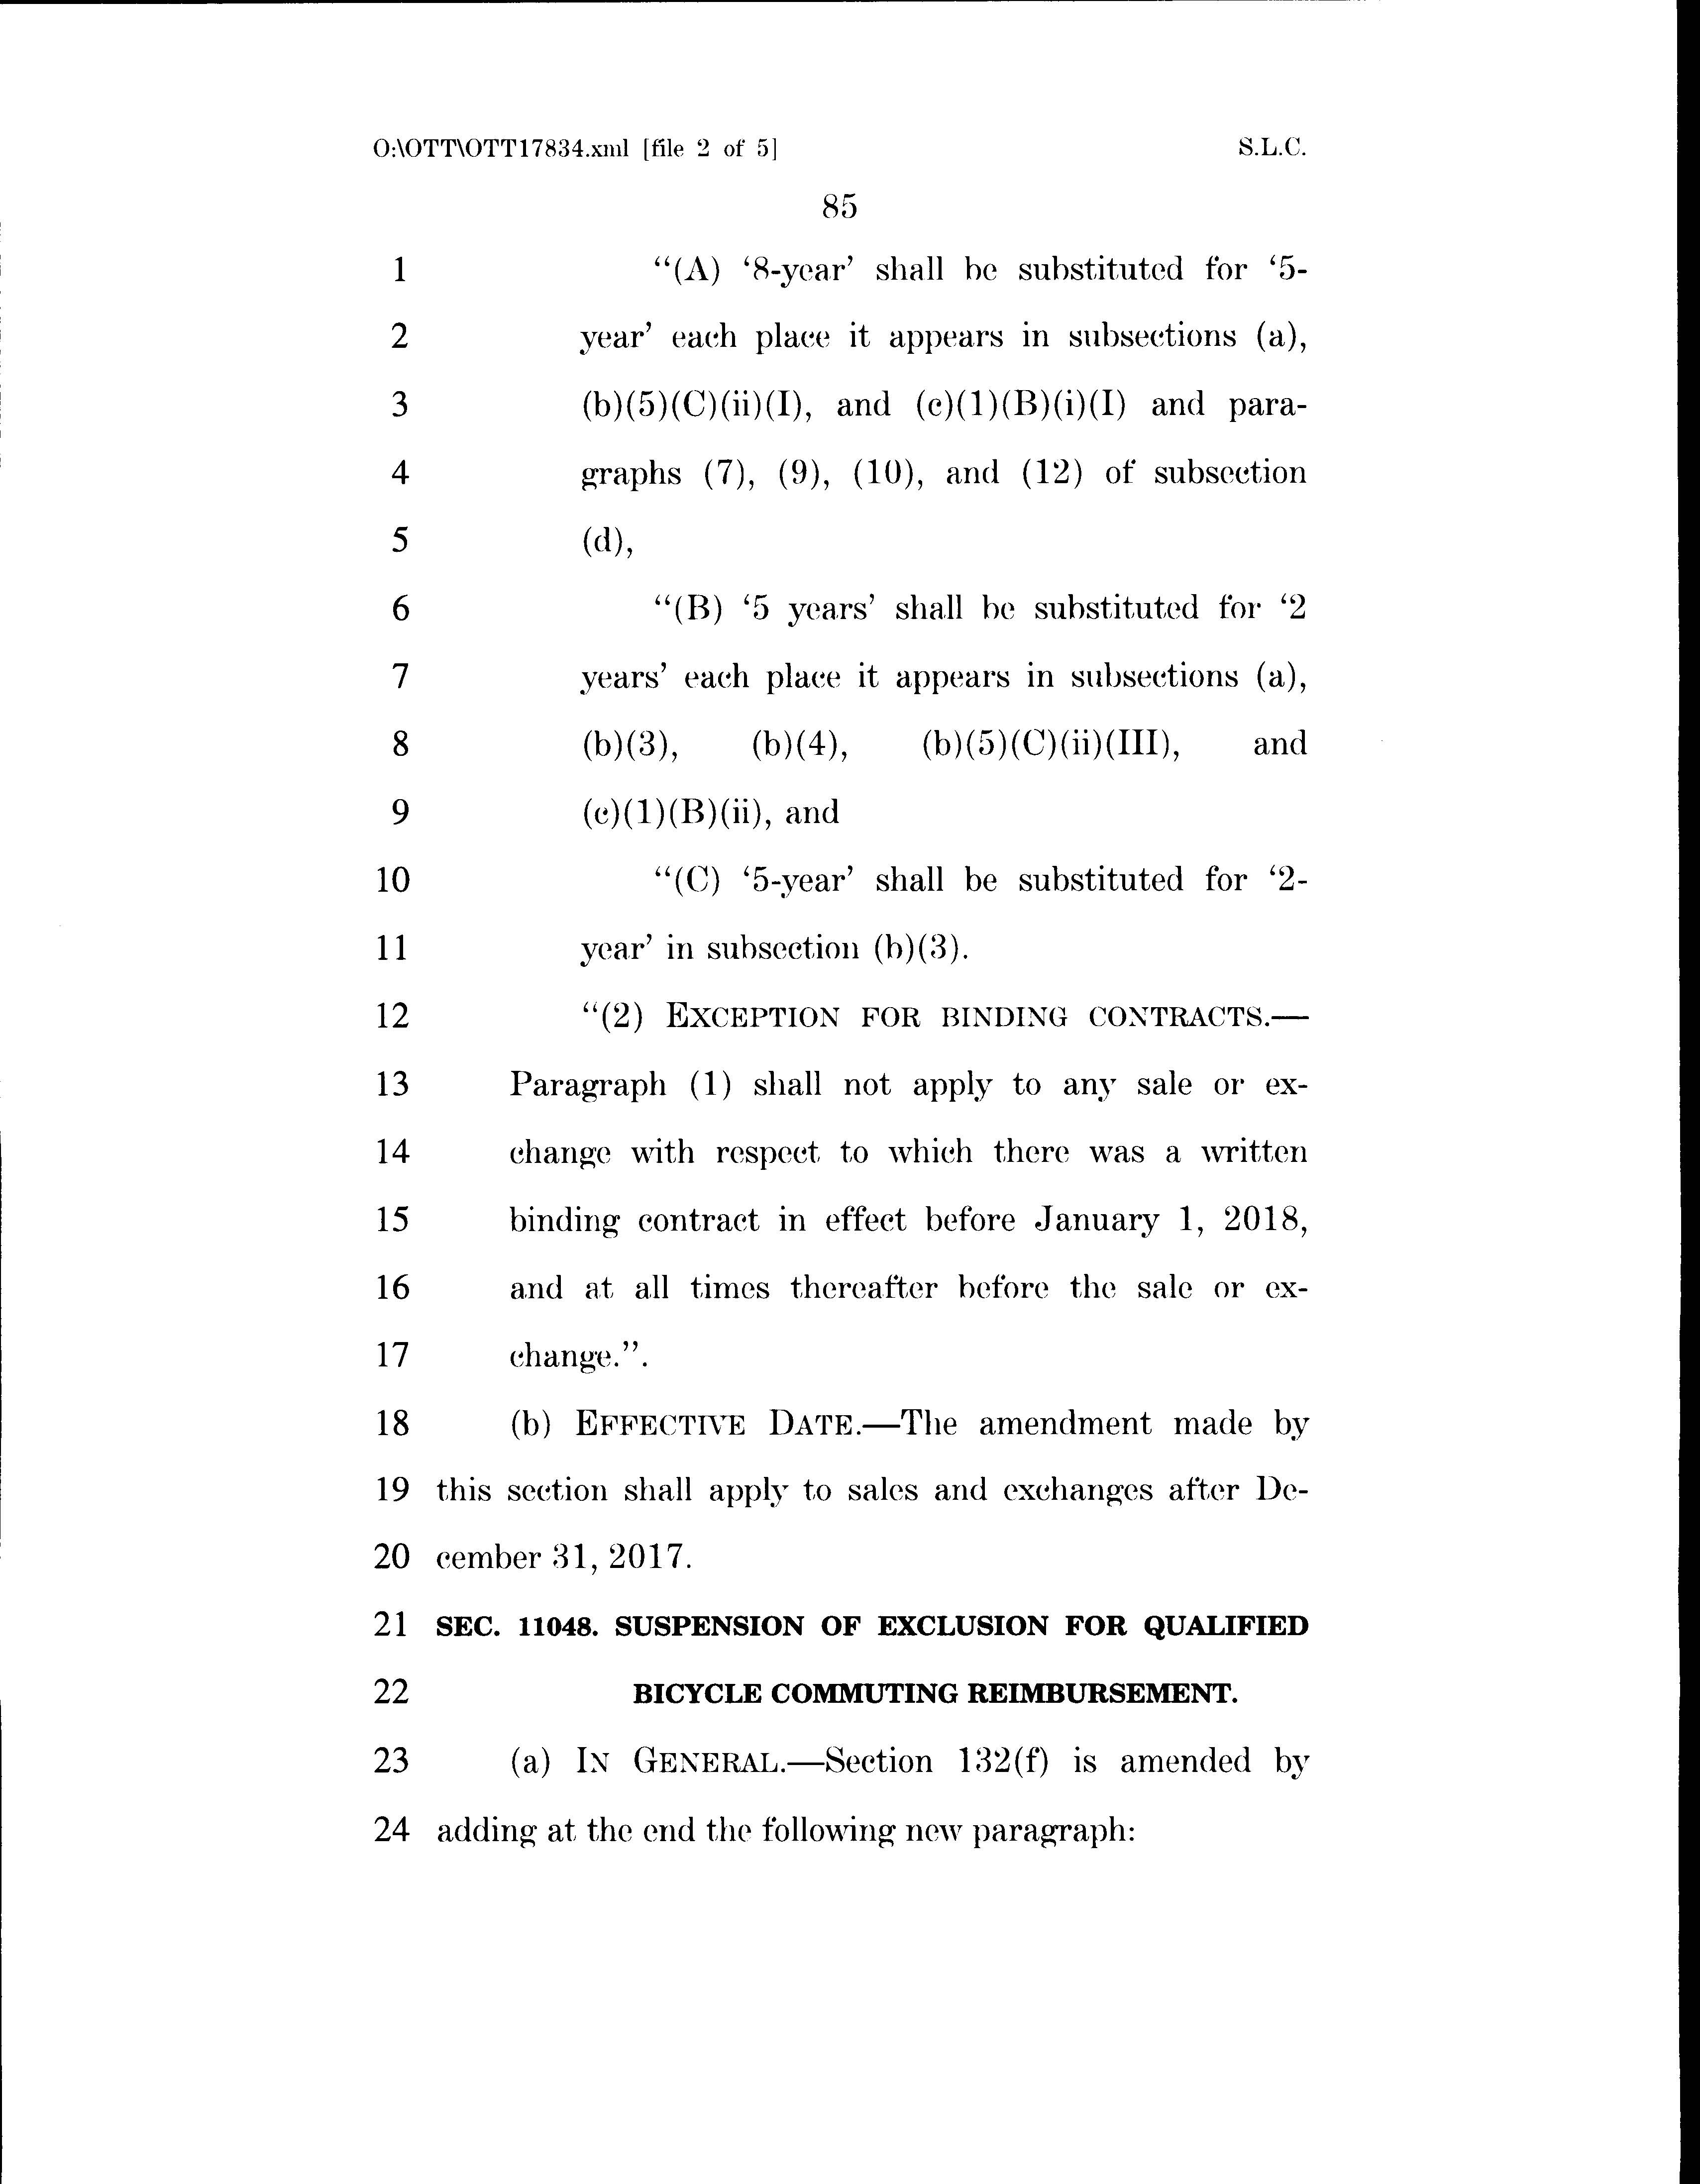 O:\OTT\OTT17834.xml [file 2 of 5] S.L.C.
85
1 “(A) ‘8-year’ shall be substituted for ‘5-
2 year’ each place it appears in subsections (a),
3 (b)(5)(C)(ii)(I), and (c)(1)(B)(i)(I) and para-
4 graphs (7), (9), (10), and (12) of subsection
5 (d),
6 “(B) ‘5 years’ shall be substituted for ‘2
7 years’ each place it appears in subsections (a),
8 (b)(3), (b)(4), (b)(5)(C)(ii)(III), and
9 (c)(1)(B)(ii), and
10 “(C) ‘5-year’ shall be substituted for ‘2-
11 year’ in subsection (b)(3).
12 “(2) EXCEPTION FOR BINDING CONTRACTS.—
13 Paragraph (1) shall not apply to any sale or ex-
14 change with respect to which there was a written
15 binding contract in effect before January 1, 2018,
16 and at all times thereafter before the sale or ex-
17 change.”.
18 (b) EFFECTIVE DATE.—The amendment made by
19 this section shall apply to sales and exchanges after De-
20 cember 31, 2017.
21 SEC. 11048. SUSPENSION OF EXCLUSION FOR QUALIFIED
22 BICYCLE COMMUTING REIMBURSEMENT.
23 (a) IN GENERAL.—Section 132(f) is amended by
24 adding at the end the following new paragraph: